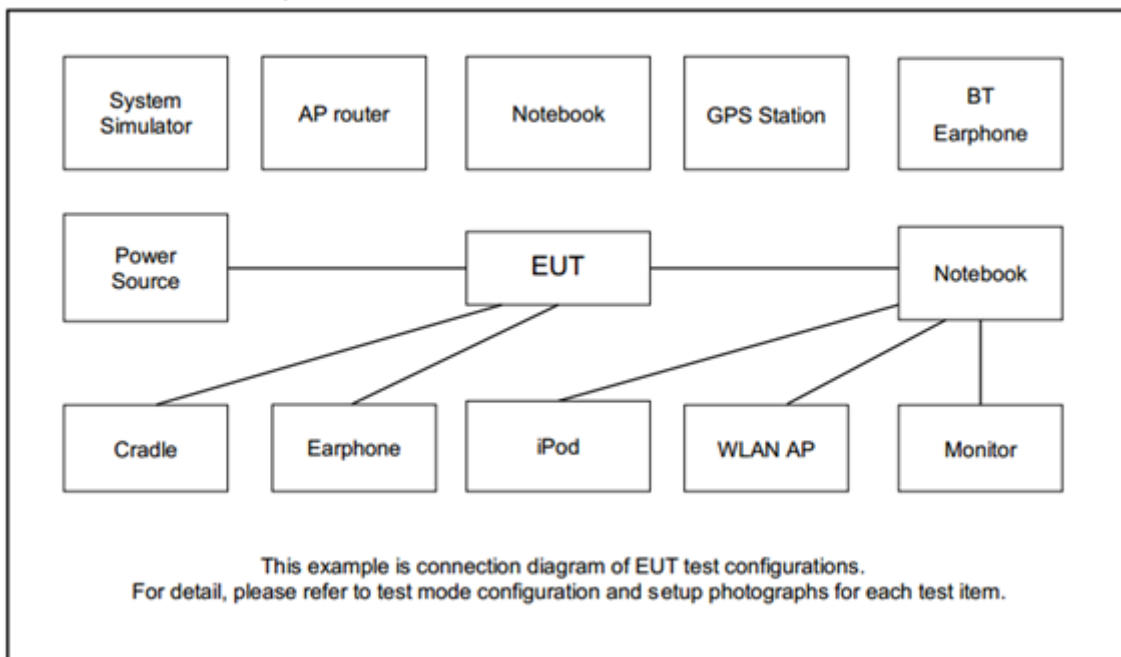 System
Simulator
AP router
Notebook
GPS Station
BT
Earphone
Power
Source
EUT
Notebook
Cradle
Earphone
iPod
WLAN AP
Monitor
This example is connection diagram of EUT test configurations.
For detail, please refer to test mode configuration and setup photographs for each test item.